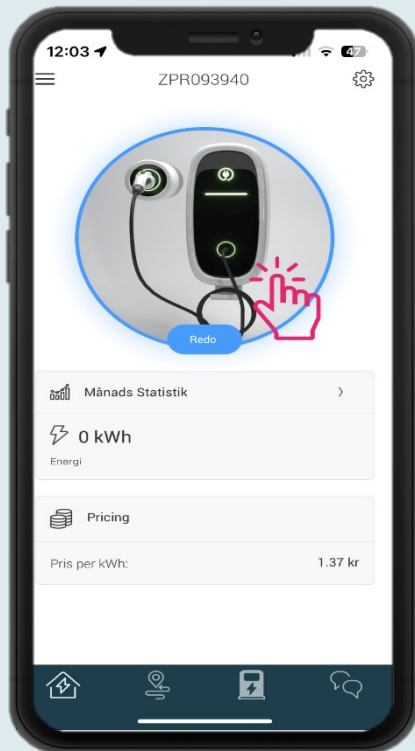 12:03
47
ZPR093940
Redo
Månads Statistik
0 kWh
Energi
Pricing
Pris per kWh: 1.37 kr